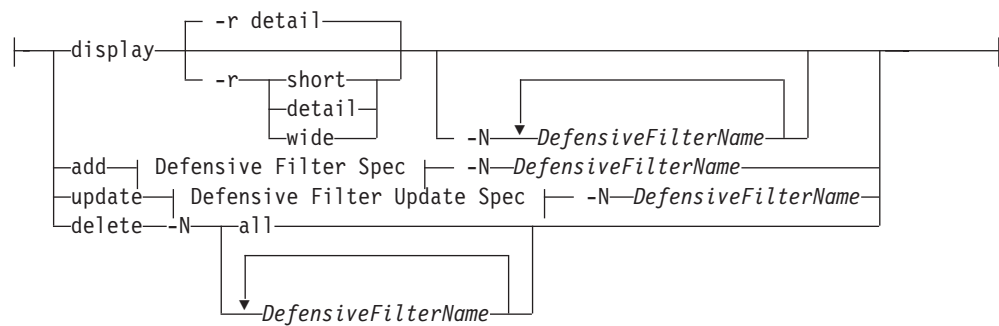 -r detail
display
-r short
detail
wide
-N DefensiveFilterName
add Defensive Filter Spec -N DefensiveFilterName
update Defensive Filter Update Spec -N DefensiveFilterName
delete -N all
DefensiveFilterName